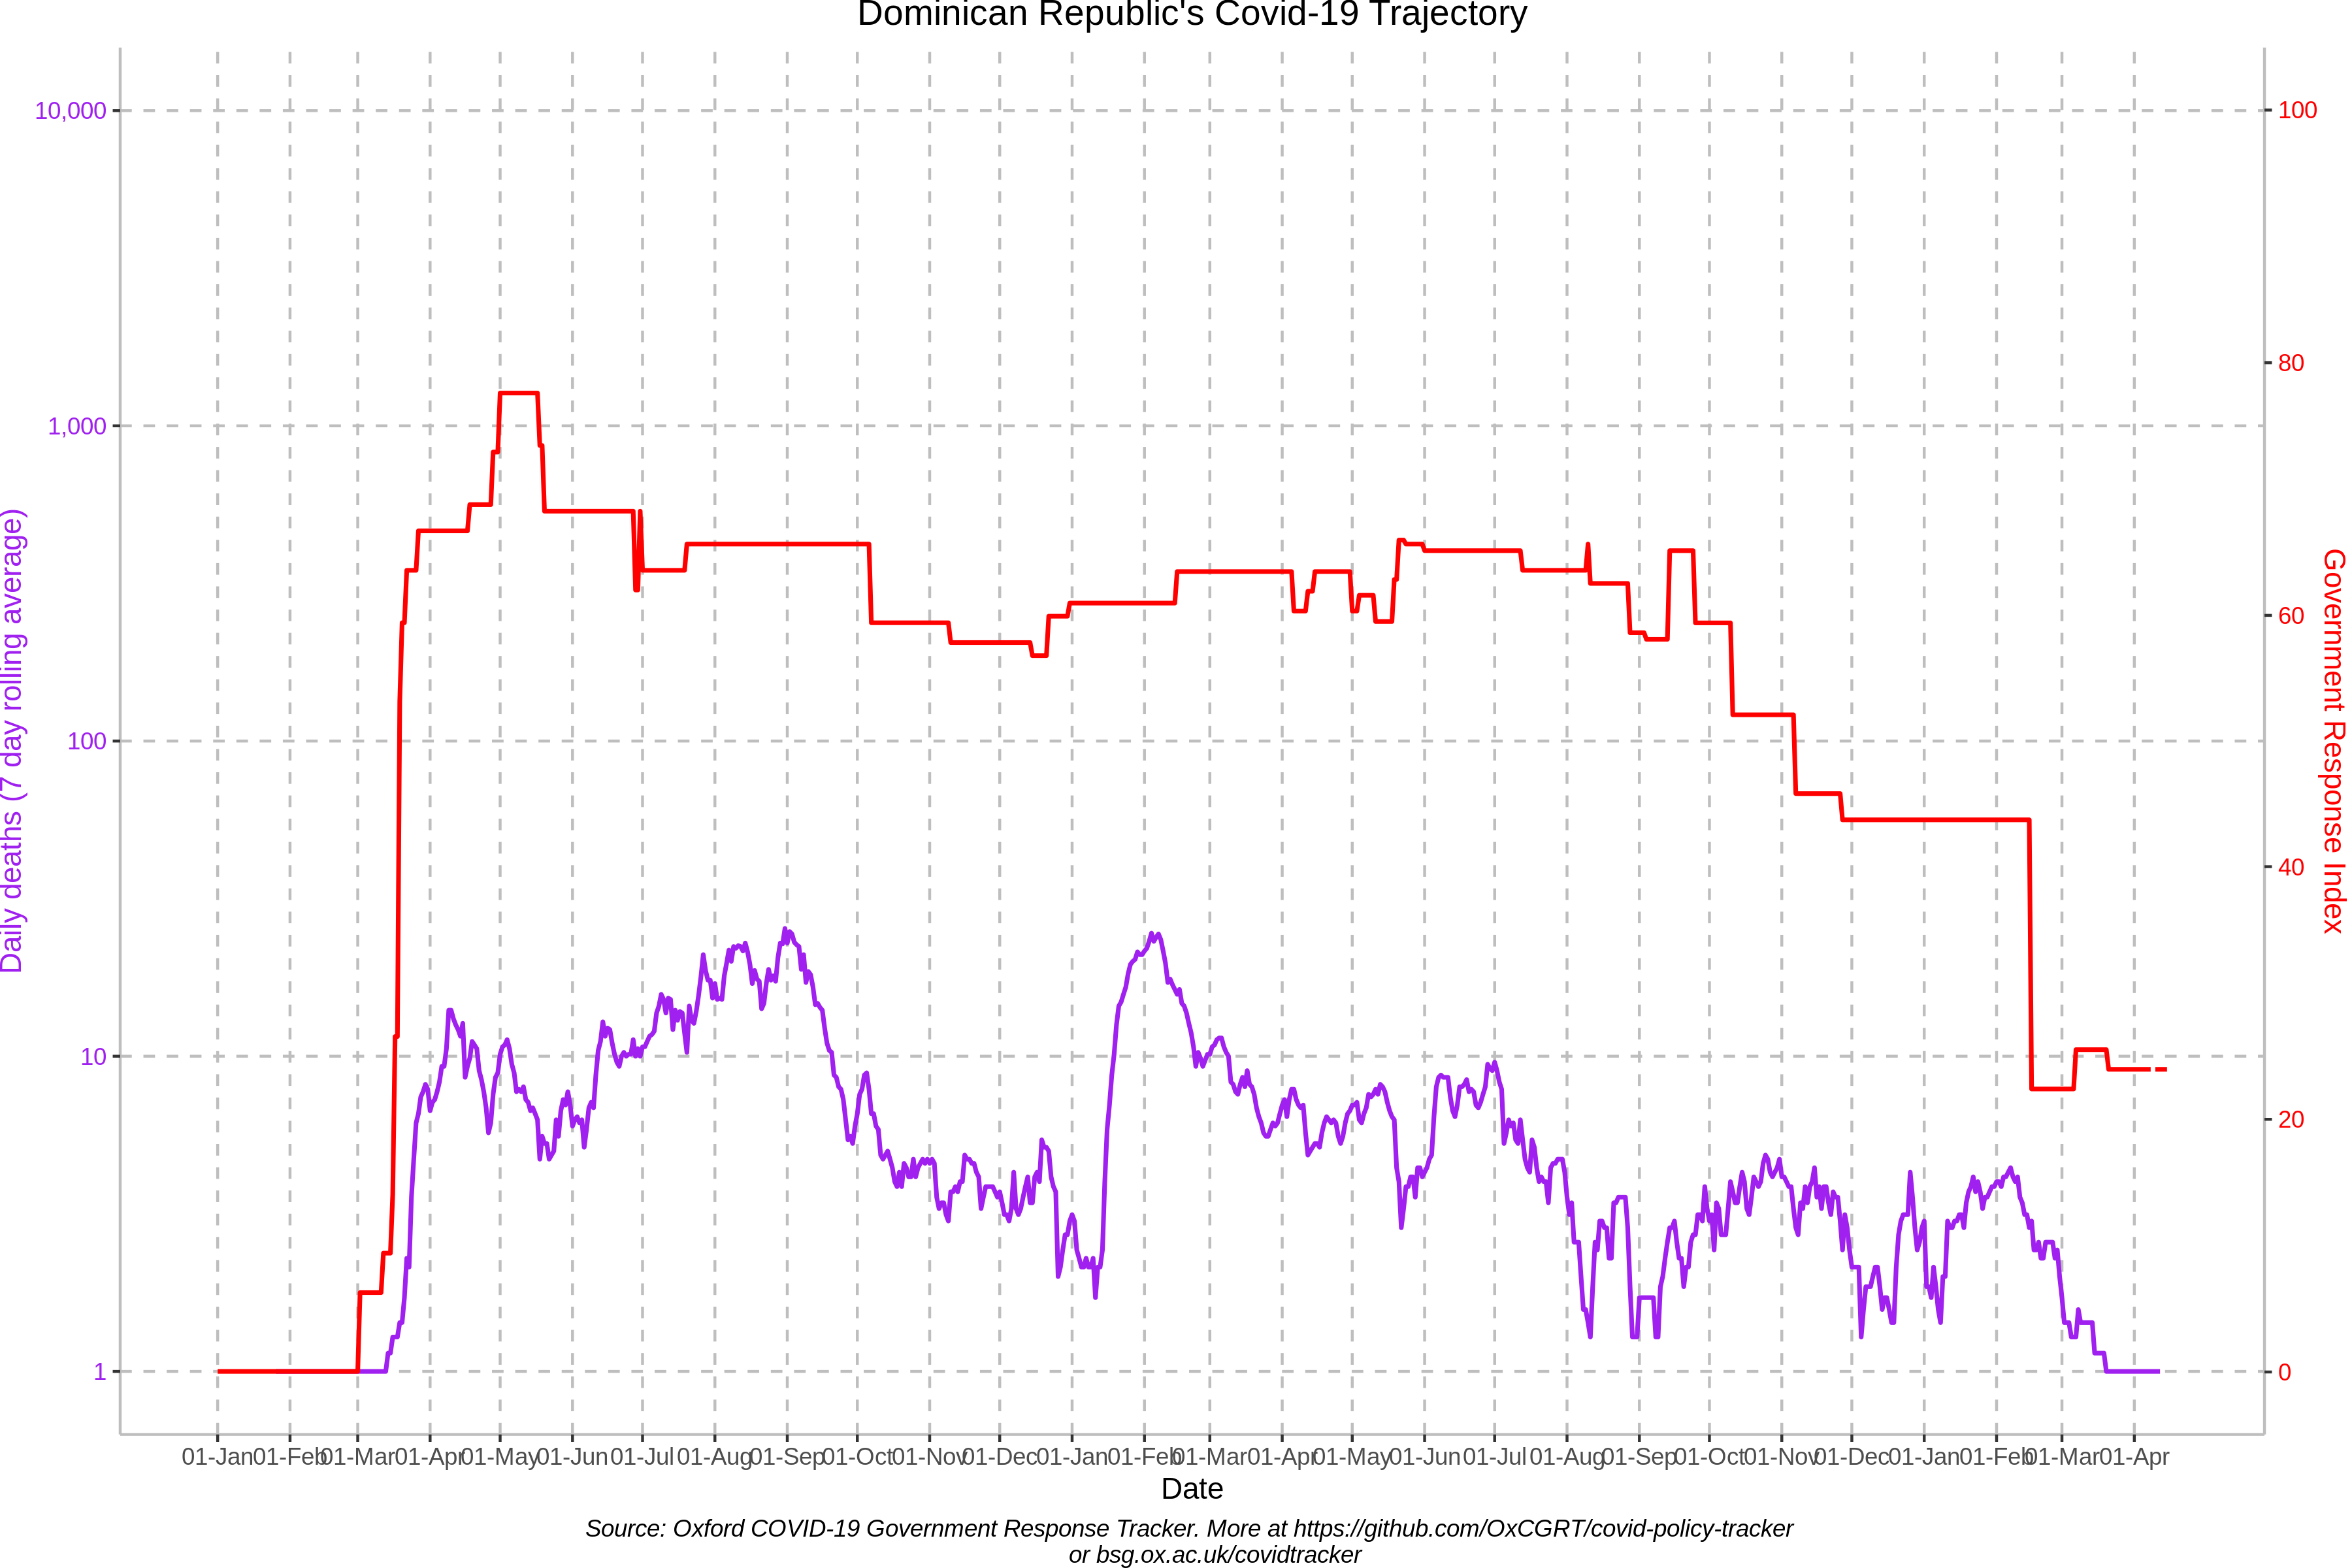 Dominican Republic's Covid-19 Trajectory
10,000
1,000
100
10
1
Daily deaths (7 day rolling average)
100
80
60
40
20
0
Government Response Index
01-Jan 01-Feb 01-Mar 01-Apr 01-May 01-Jun 01-Jul 01-Aug 01-Sep 01-Oct 01-Nov 01-Dec 01-Jan 01-Feb 01-Mar 01-Apr 01-May 01-Jun 01-Jul 01-Aug 01-Sep 01-Oct 01-Nov 01-Dec 01-Jan 01-Feb 01-Mar 01-Apr
Date
Source: Oxford COVID-19 Government Response Tracker. More at https://github.com/OxCGRT/covid-policy-tracker
or bsg.ox.ac.uk/covidtracker